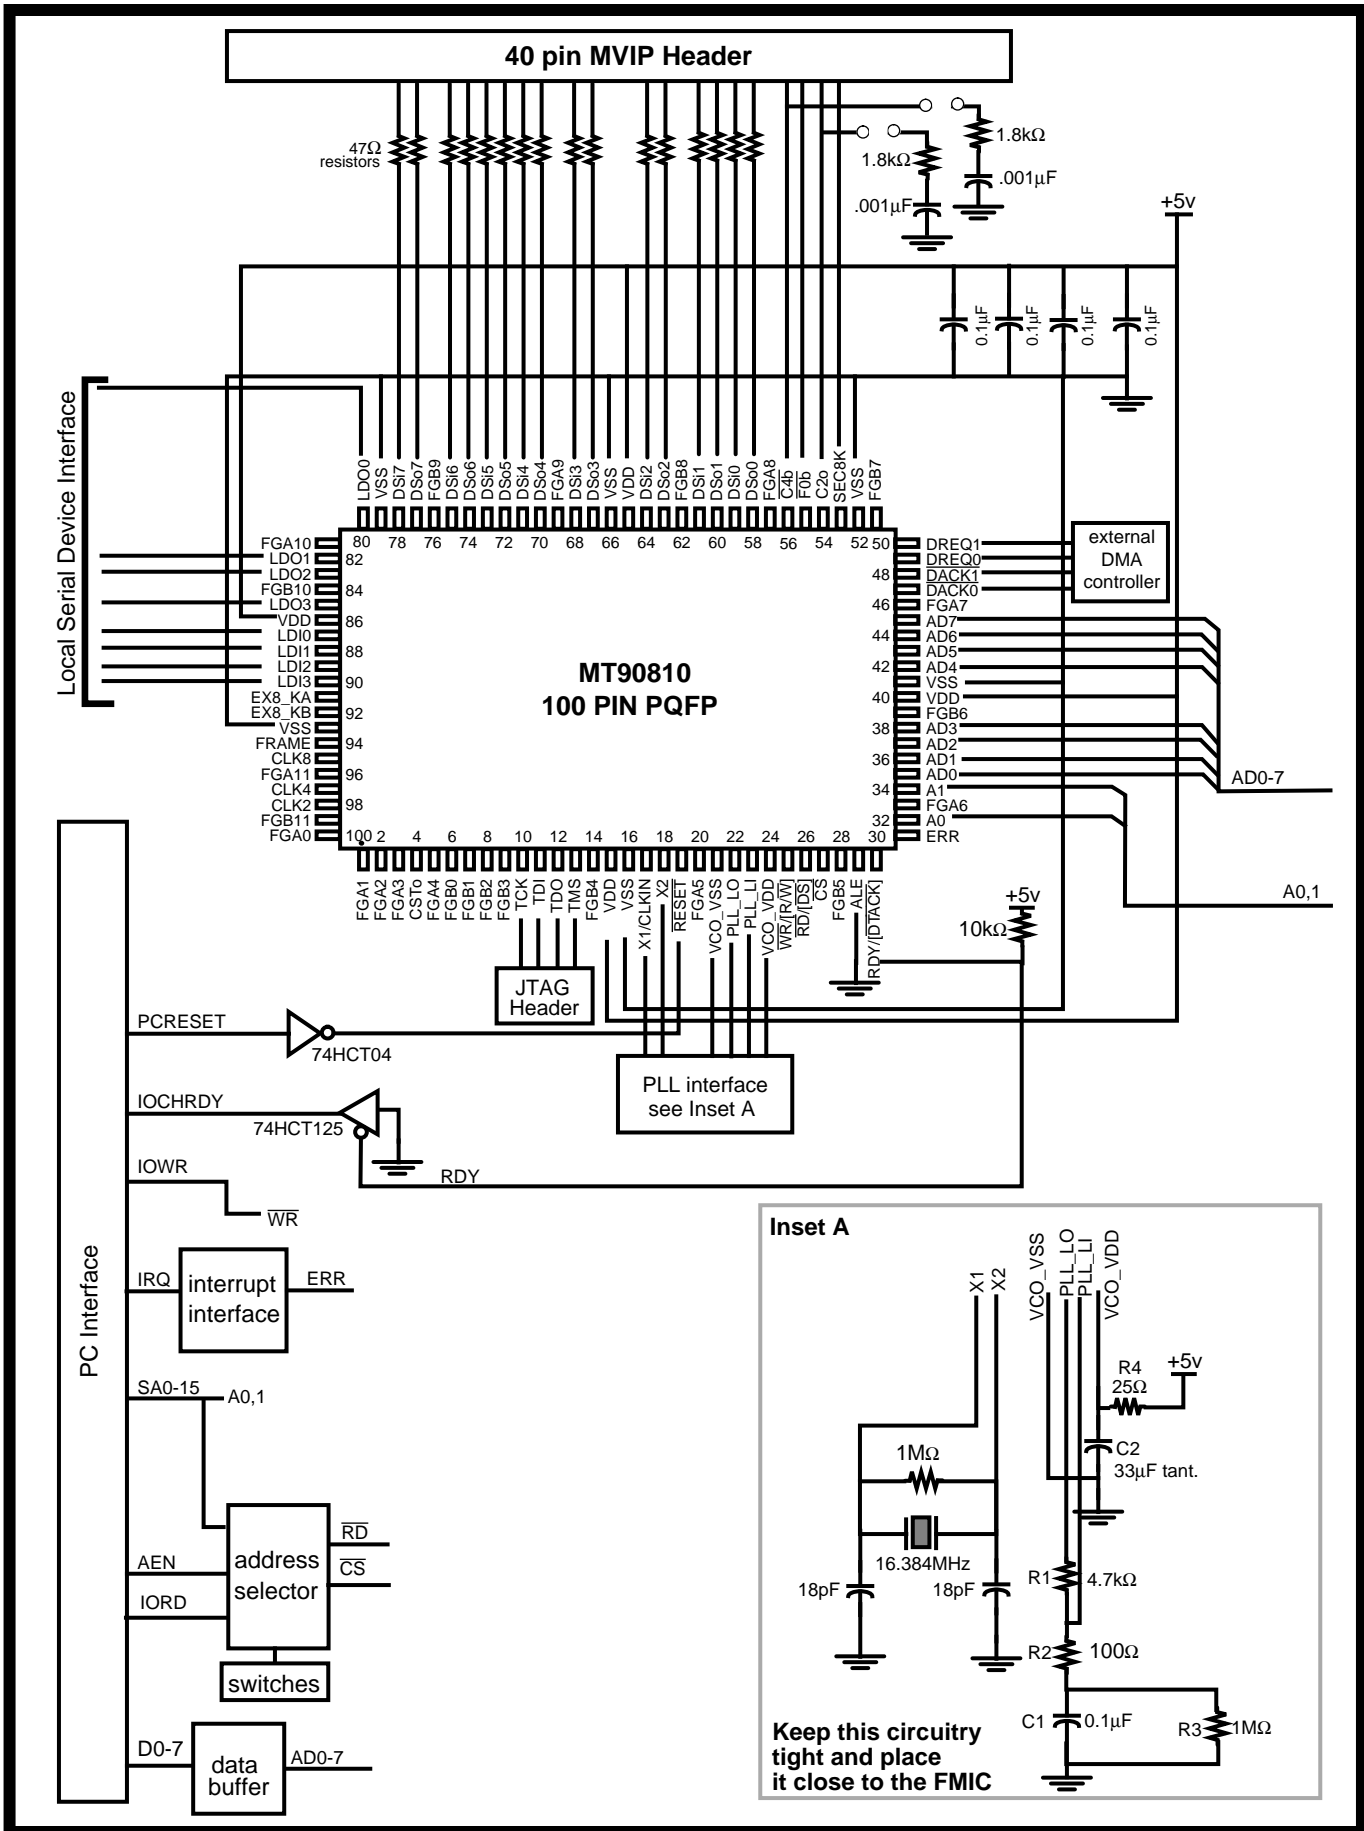 40 pin MVIP Header
47Ω
resistors
1.8kΩ
1.8kΩ
.001µF
.001µF
+5v
0.1µF
0.1µF
0.1µF
0.1µF
Local Serial Device Interface
LDO0
VSS
DSi7
DSo7
FGB9
DSi6
DSo6
DSi5
DSo5
DSi4
DSo4
FGA9
DSi3
DSo3
VSS
VDD
DSi2
DSo2
FGB8
DSi1
DSo1
DSi0
DSo0
FGA8
C4b
F0b
C2o
SEC8K
VSS
FGB7
80 78 76 74 72 70 68 66 64 62 60 58 56 54 52 50
FGA10
LDO1 82
LDO2
FGB10 84
LDO3
VDD 86
LDI0
LDI1 88
LDI2
LDI3 90
EX8_KA
EX8_KB 92
VSS
FRAME 94
CLK8
FGA11 96
CLK4
CLK2 98
FGB11
FGA0
MT90810
100 PIN PQFP
DREQ1
DREQ0
48 DACK1
DACK0
46 FGA7
AD7
44 AD6
AD5
42 AD4
VSS
40 VDD
FGB6
38 AD3
AD2
36 AD1
AD0
34 A1
FGA6
32 A0
ERR
external
DMA
controller
AD0-7
A0,1
100 2 4 6 8 10 12 14 16 18 20 22 24 26 28 30
FGA1
FGA2
FGA3
CSTo
FGA4
FGB0
FGB1
FGB2
FGB3
TCK
TDI
TDO
TMS
FGB4
VDD
VSS
X1/CLKIN
X2
RESET
FGA5
VCO_VSS
PLL_LO
PLL_LI
VCO_VDD
WR/[R/W]
RD/[DS]
CS
FGB5
ALE
RDY/[DTACK]
+5v
10kΩ
JTAG
Header
PLL interface
see Inset A
PC Interface
PCRESET
74HCT04
IOCHRDY
74HCT125
RDY
IOWR
WR
IRQ
interrupt
interface
ERR
SA0-15
A0,1
AEN
IORD
address
selector
RD
CS
switches
D0-7
data
buffer
AD0-7
Inset A
X1
X2
VCO_VSS
PLL_LO
PLL_LI
VCO_VDD
R4
25Ω
+5v
C2
33µF tant.
1MΩ
16.384MHz
18pF
18pF
R1
4.7kΩ
R2
100Ω
C1
0.1µF
R3
1MΩ
Keep this circuitry
tight and place
it close to the FMIC